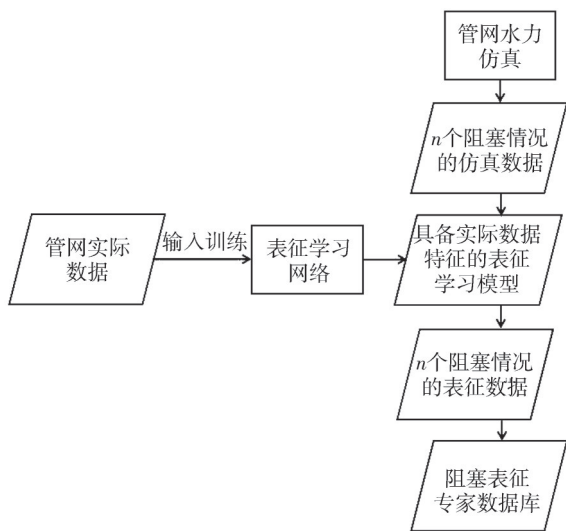 管网水力
仿真
n个阻塞情况
的仿真数据
管网实际
数据
输入训练
表征学习
网络
具备实际数据
特征的表征
学习模型
n个阻塞情况
的表征数据
阻塞表征
专家数据库